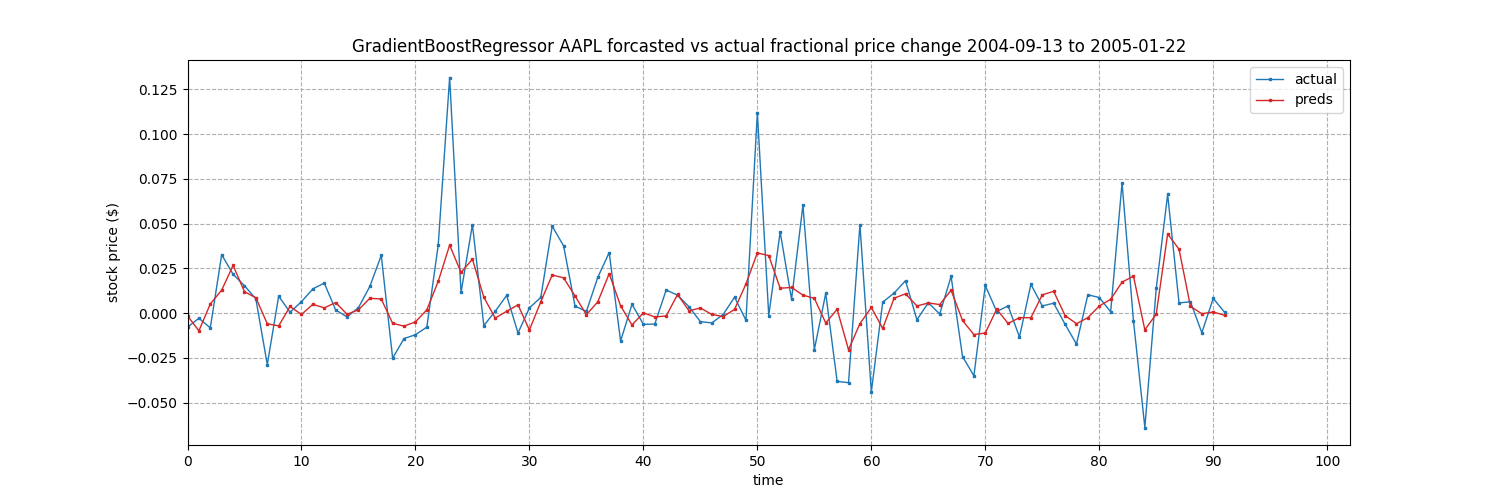 GradientBoostRegressor AAPL forcasted vs actual fractional price change 2004-09-13 to 2005-01-22
actual
preds
0.125
0.100
0.075
0.050
0.025
0.000
−0.025
−0.050
stock price ($)
0 10 20 30 40 50 60 70 80 90 100
time